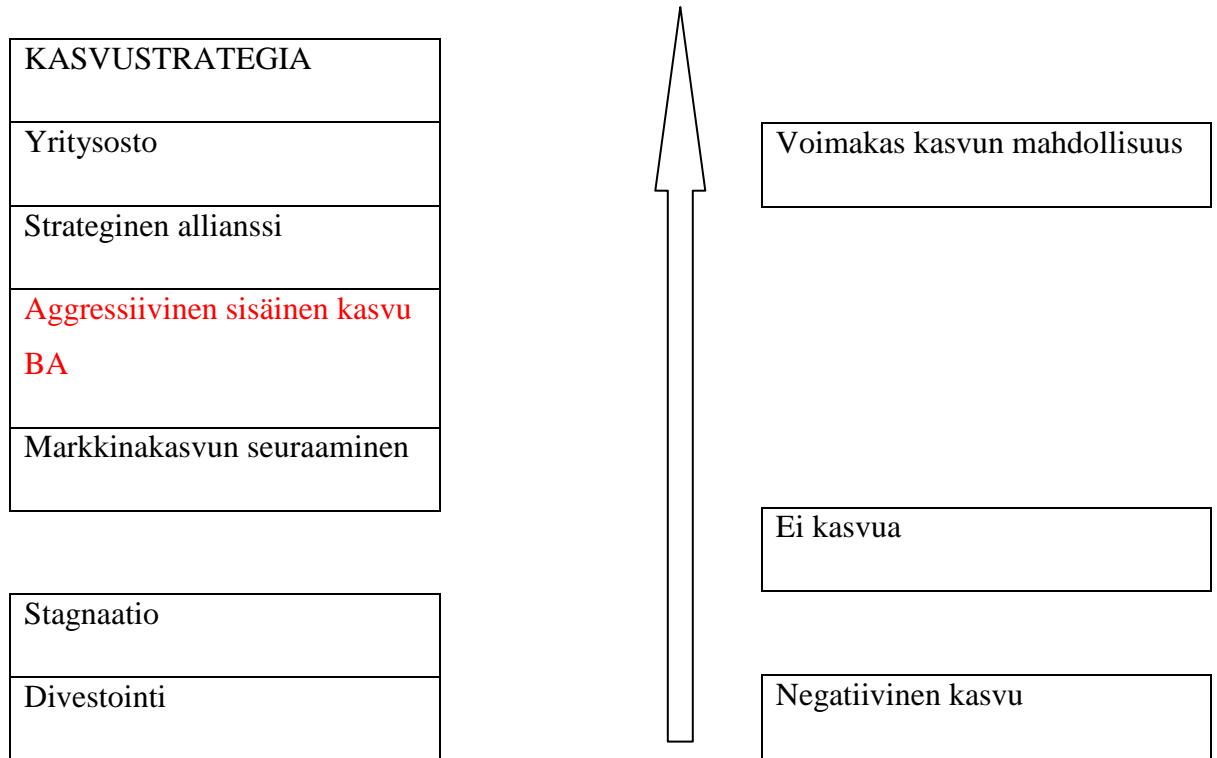 KASVUSTRATEGIA
Yritysosto
Voimakas kasvun mahdollisuus
Strateginen allianssi
Aggressiivinen sisäinen kasvu
BA
Markkinakasvun seuraaminen
Ei kasvua
Stagnaatio
Divestointi
Negatiivinen kasvu